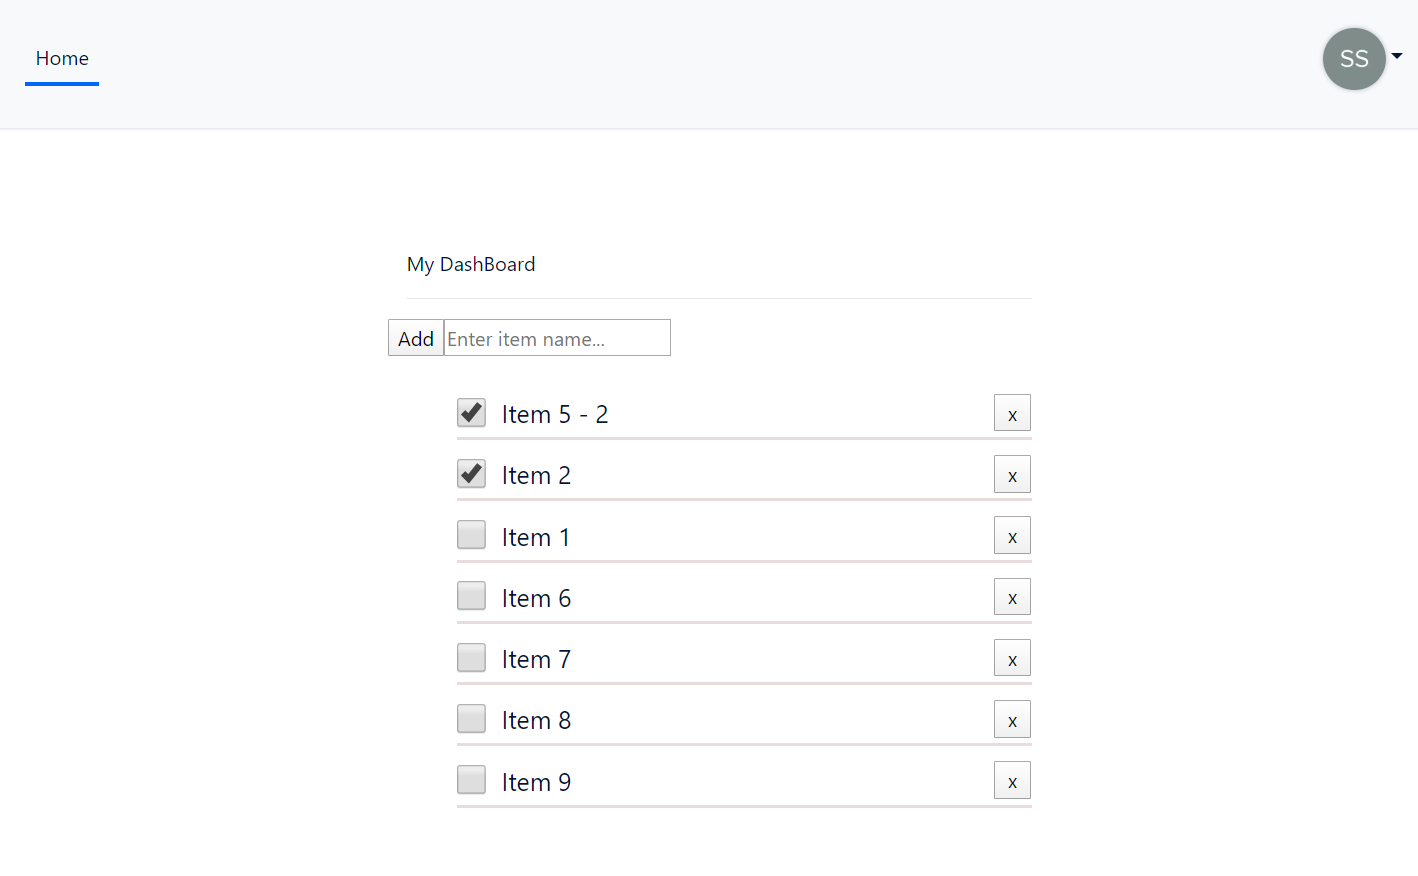 Home
SS
My DashBoard
Add Enter item name...
Item 5 - 2 x
Item 2 x
Item 1 x
Item 6 x
Item 7 x
Item 8 x
Item 9 x